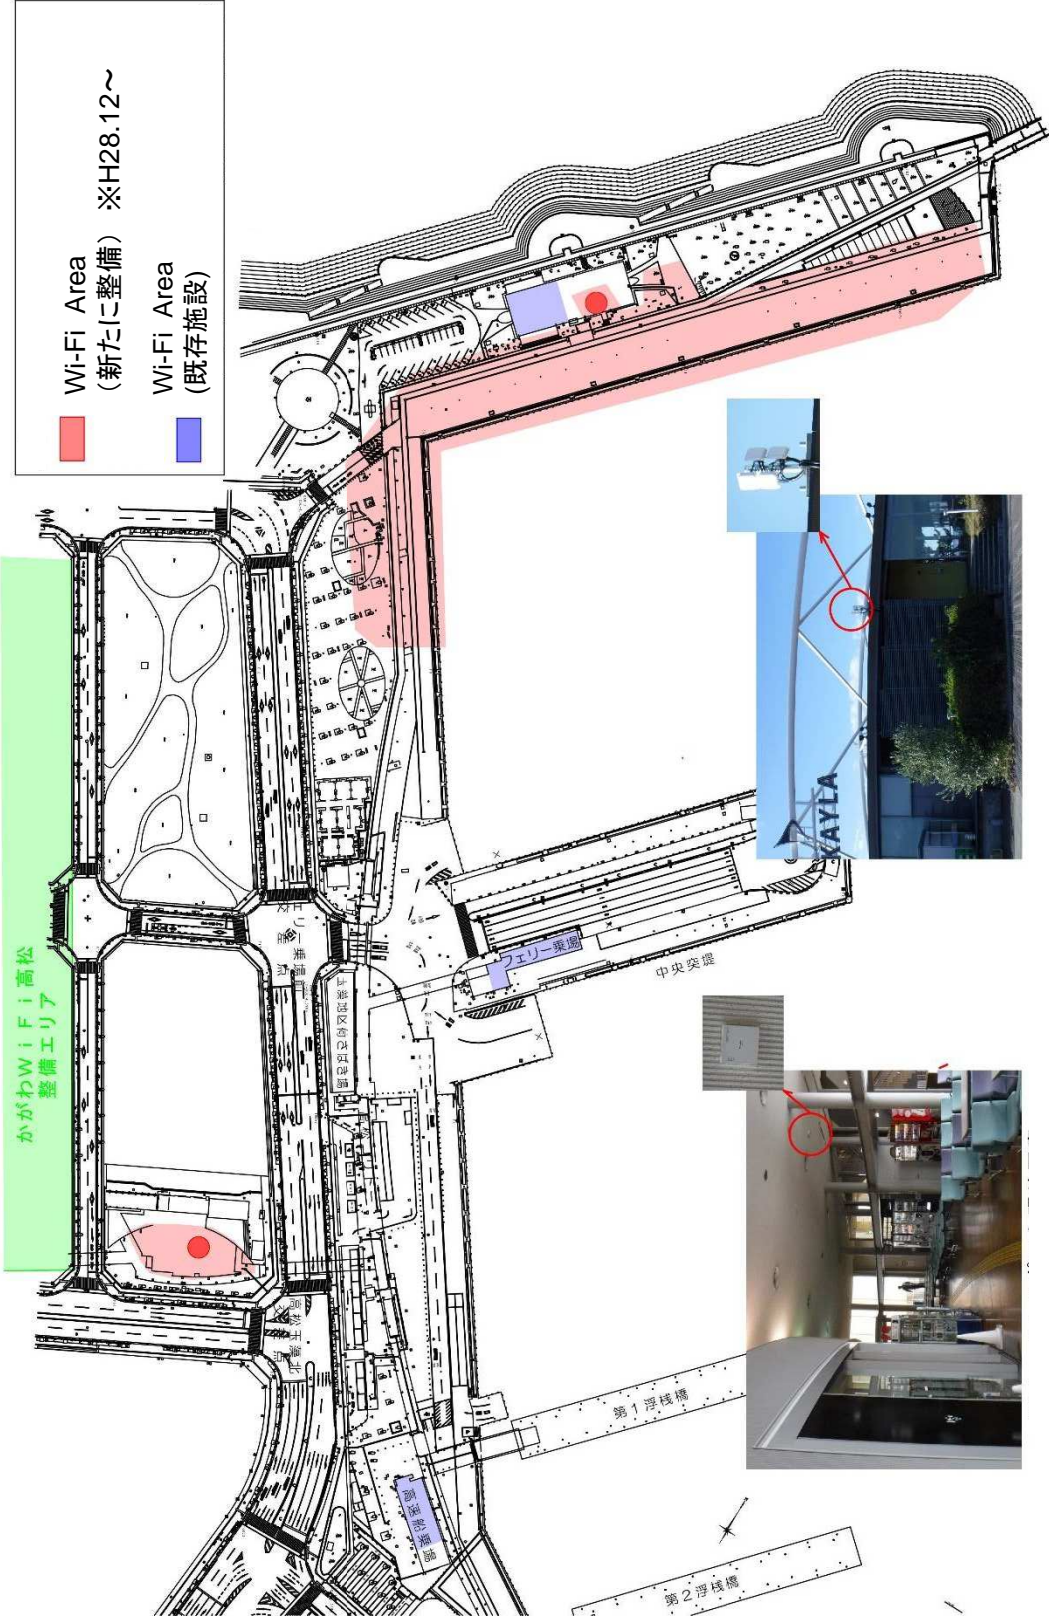 Wi-Fi Area
(新たに整備) ※H28.12～
Wi-Fi Area
(既存施設)
かがわWiFi高松
整備エリア
フェリー乗場
中央突堤
高速船乗場
第1浮桟橋
第2浮桟橋
KAYLA